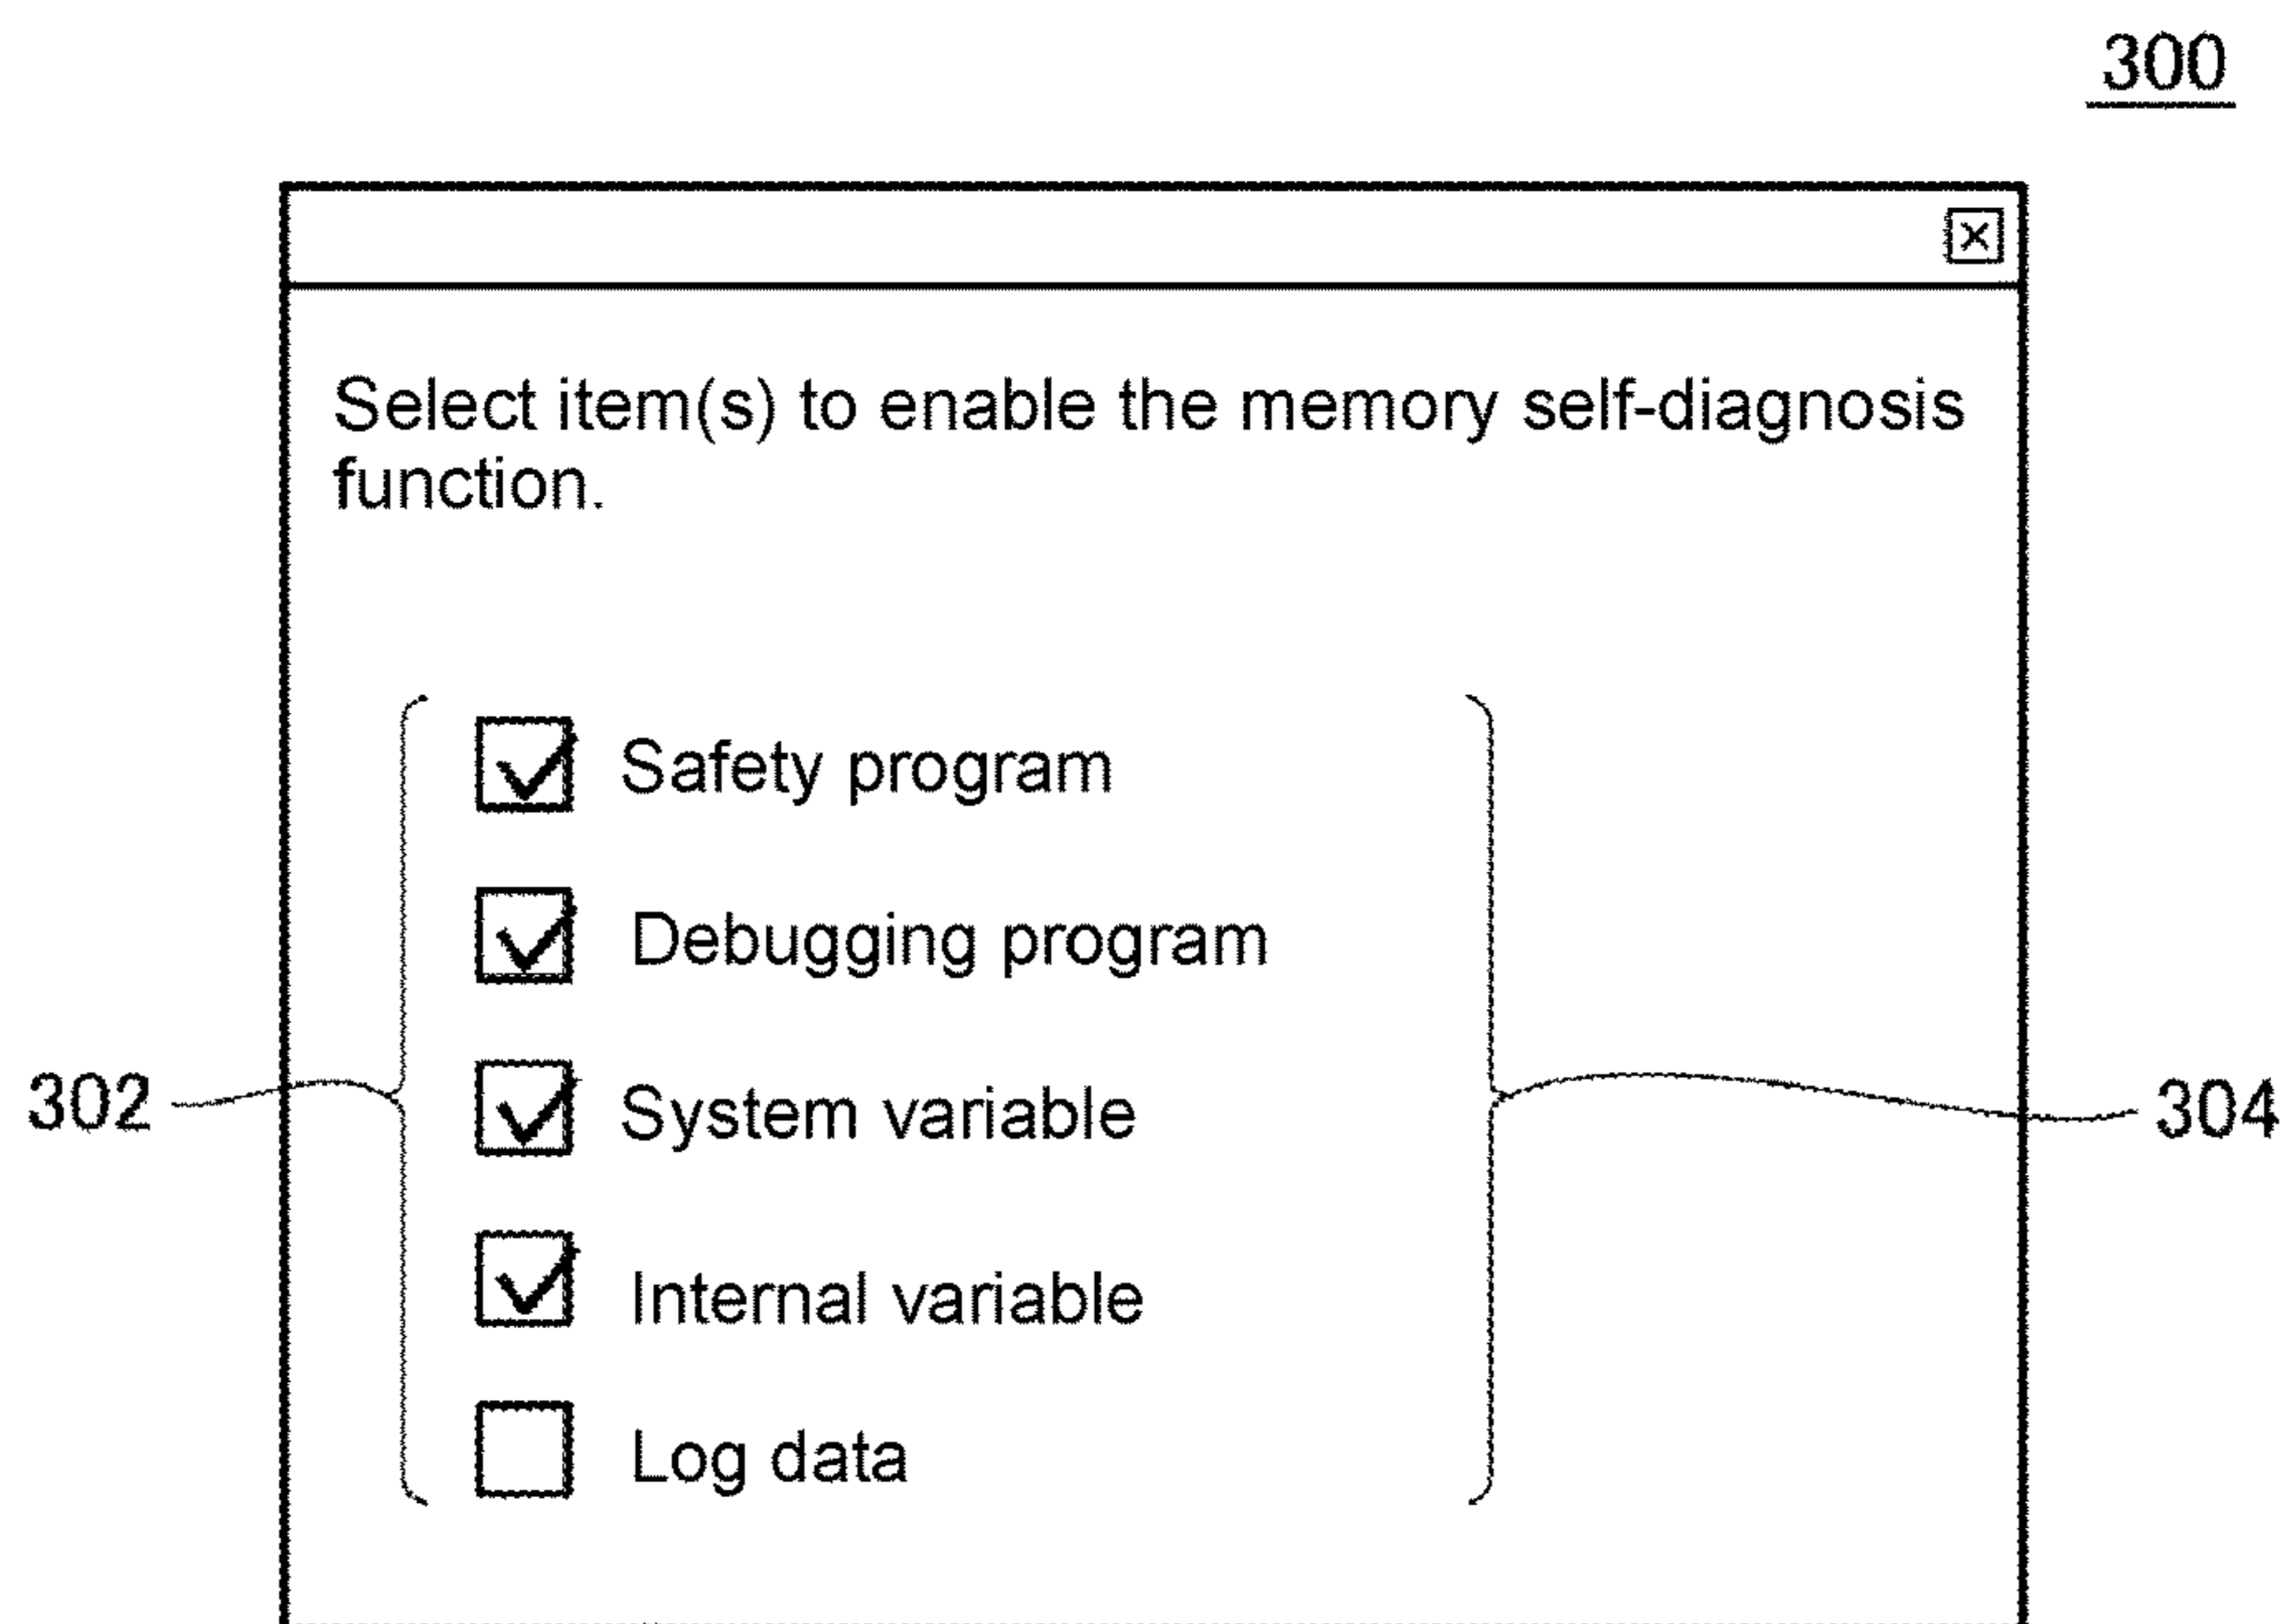 300
Select item(s) to enable the memory self-diagnosis
function.
Safety program
Debugging program
System variable
302
304
Internal variable
Log data